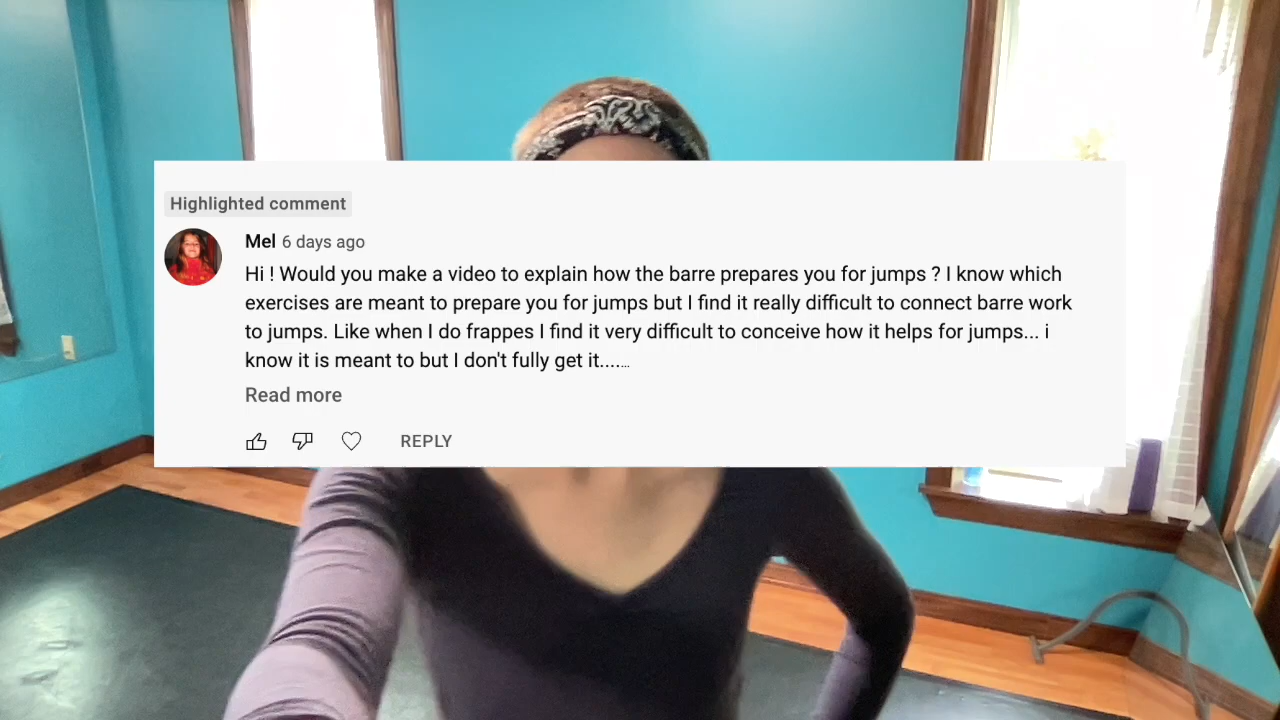 Highlighted comment
Mel 6 days ago
Hi ! Would you make a video to explain how the barre prepares you for jumps ? I know which
exercises are meant to prepare you for jumps but I find it really difficult to connect barre work
to jumps. Like when I do frappes I find it very difficult to conceive how it helps for jumps... i
know it is meant to but I don't fully get it.......
Read more
REPLY